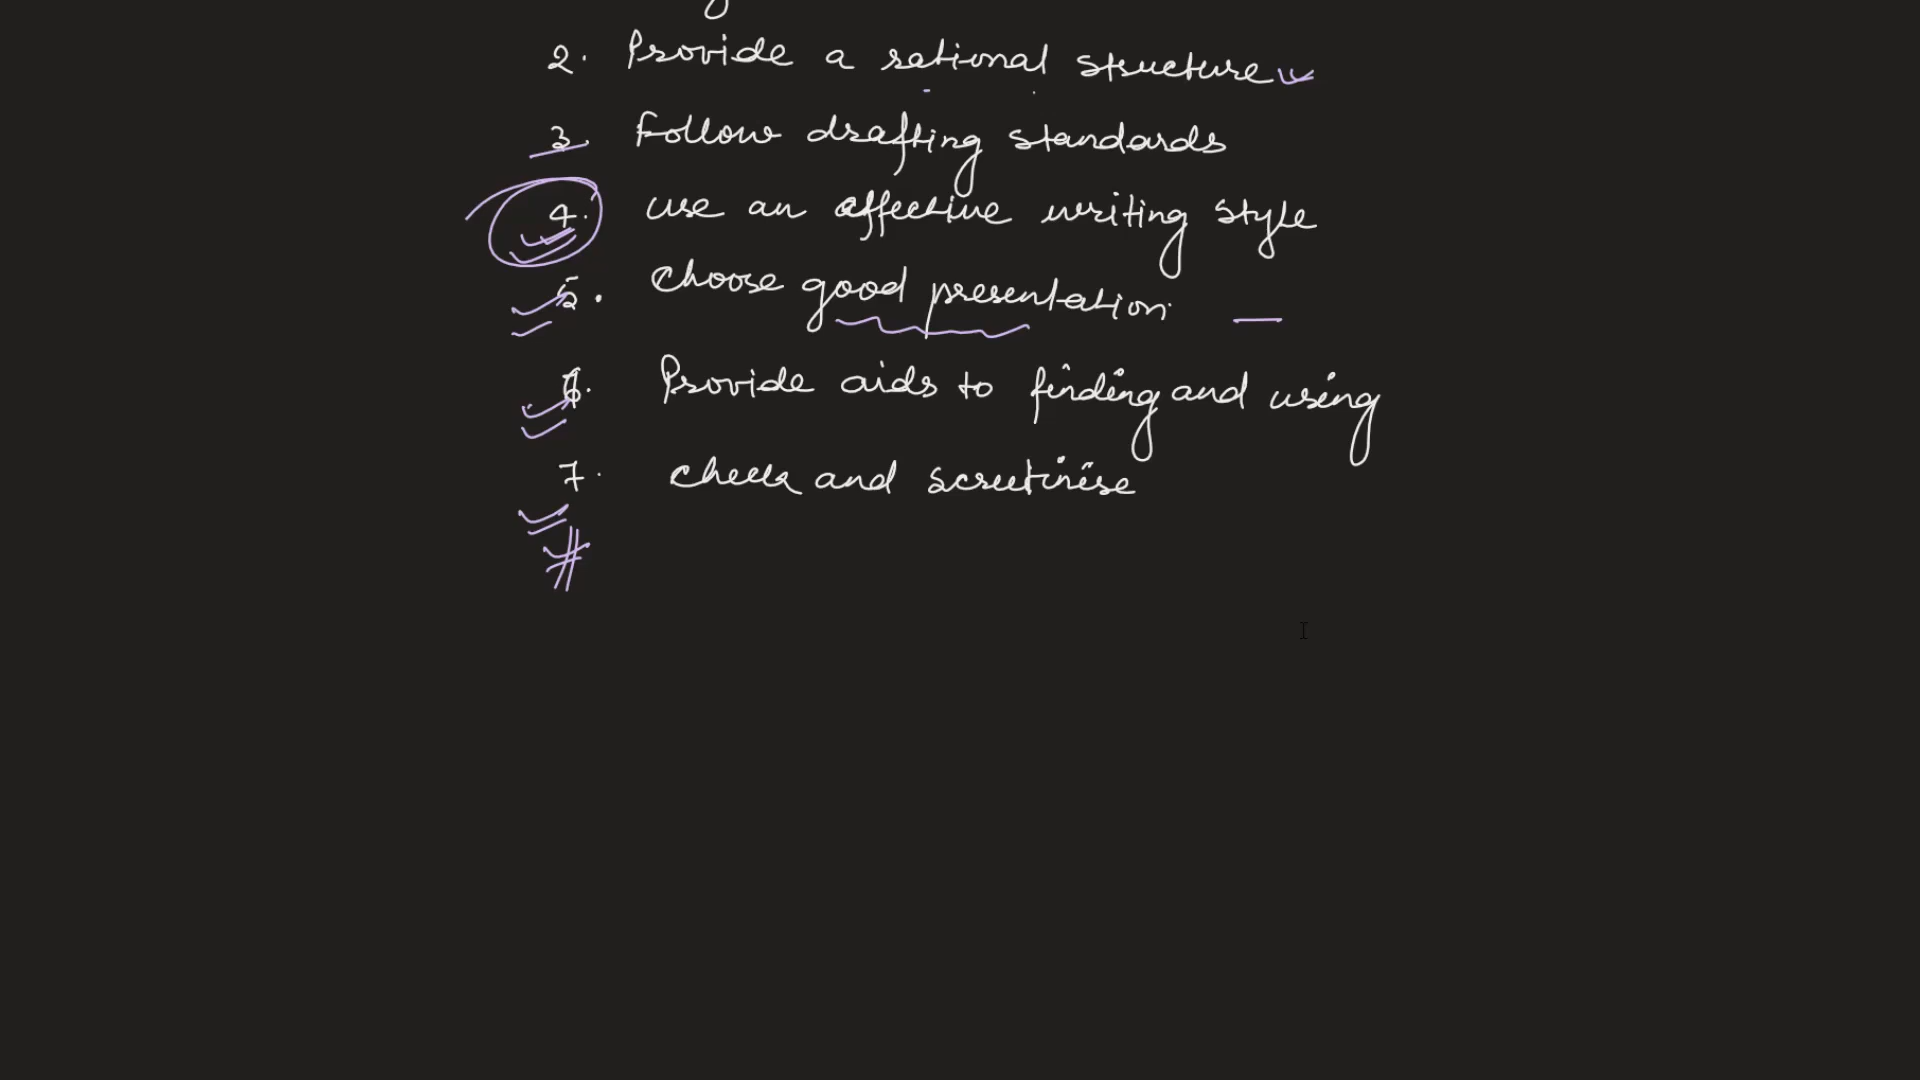 2. Provide a rational structure
3. Follow drafting standards
4. use an effective writing style
5. Choose good presentation
6. Provide aids to finding and using
7. Check and scrutinise